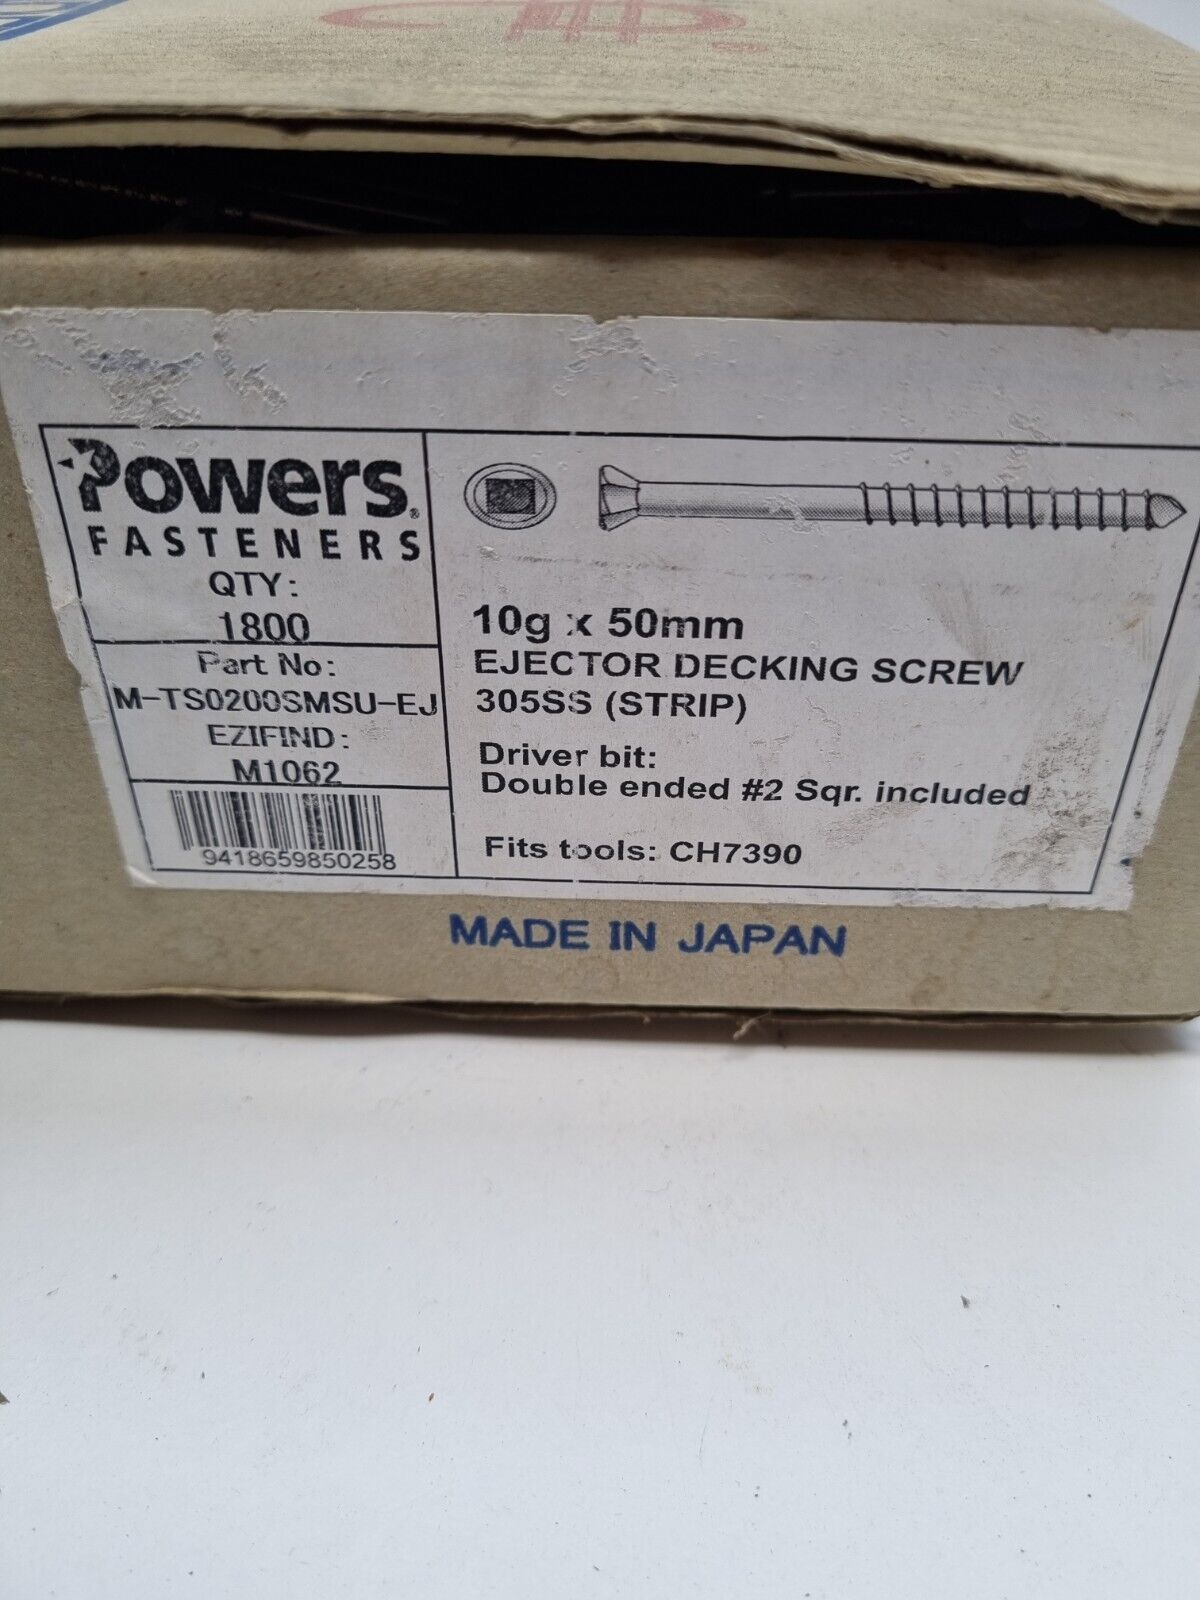 Powers®
FASTENERS
QTY:
1800
Part No:
M-TS0200SMSU-EJ
EZIFIND:
M1062
9418659850258
10g x 50mm
EJECTOR DECKING SCREW
305SS (STRIP)
Driver bit:
Double ended #2 Sqr. included
Fits tools: CH7390
MADE IN JAPAN